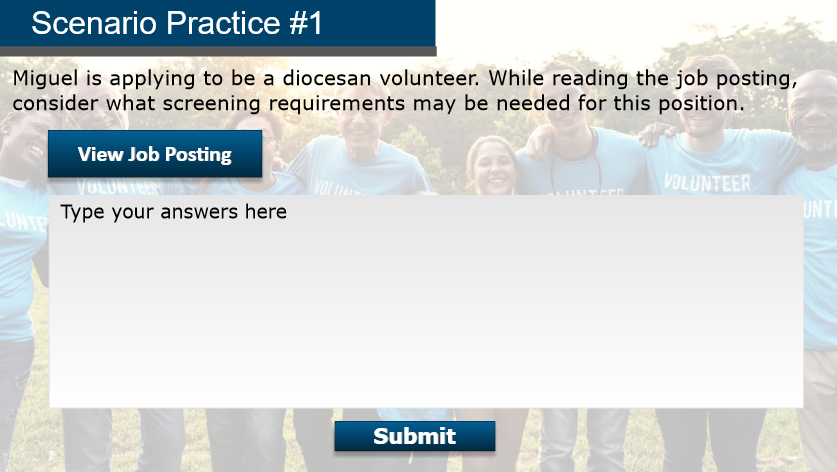 Scenario Practice #1
Miguel is applying to be a diocesan volunteer. While reading the job posting,
consider what screening requirements may be needed for this position.
View Job Posting
VOLUNTEER
VOLUNTEER
Type your answers here
Submit